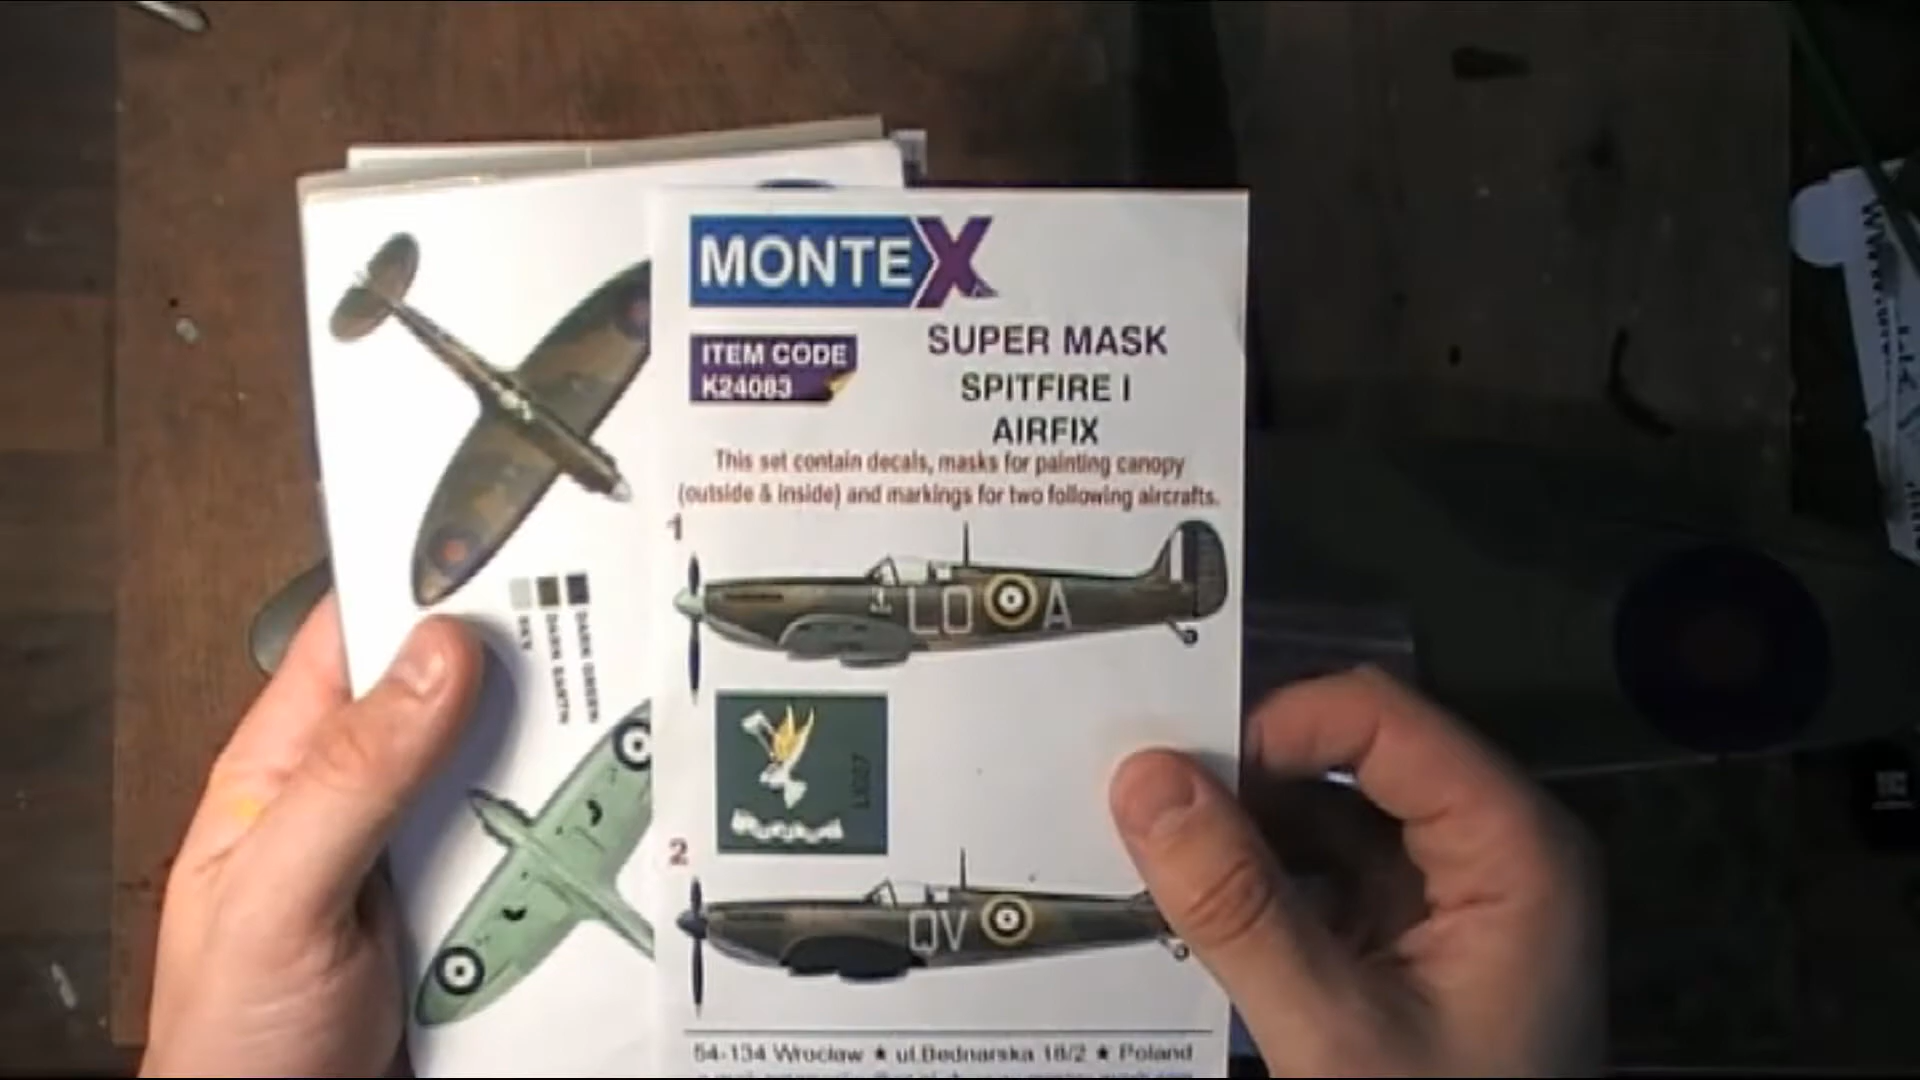 MONTEX
ITEM CODE
K24083
SUPER MASK
SPITFIRE I
AIRFIX
This set contain decals, masks for painting canopy
(outside & inside) and markings for two following aircrafts.
1
LO A
2
QV
DARK GREEN
DARK EARTH
SKY
54-134 Wrocław ★ ul.Bednarska 18/2 ★ Poland